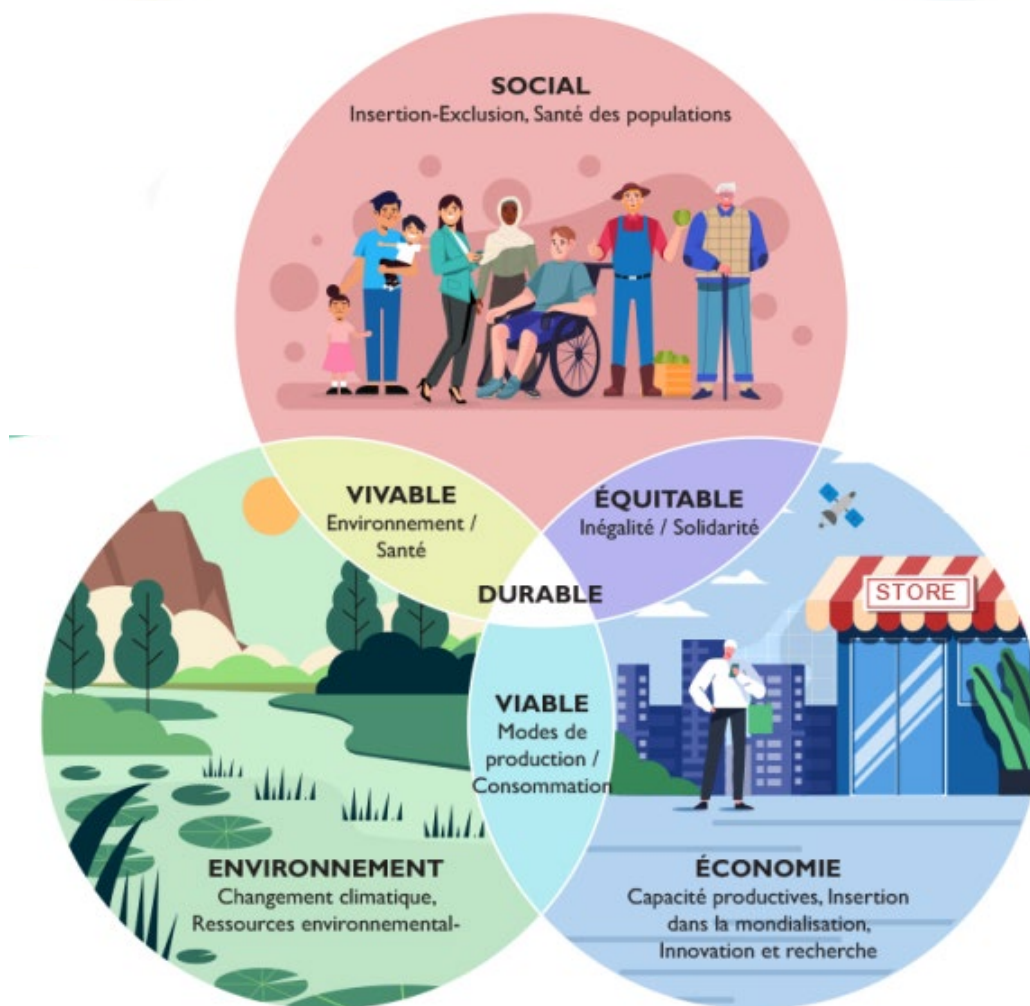 SOCIAL
Insertion-Exclusion, Santé des populations
VIVABLE
Environnement /
Santé
ÉQUITABLE
Inégalité / Solidarité
DURABLE
STORE
VIABLE
Modes de
production /
Consommation
ENVIRONNEMENT
Changement climatique,
Ressources environnemental-
ÉCONOMIE
Capacité productives, Insertion
dans la mondialisation,
Innovation et recherche